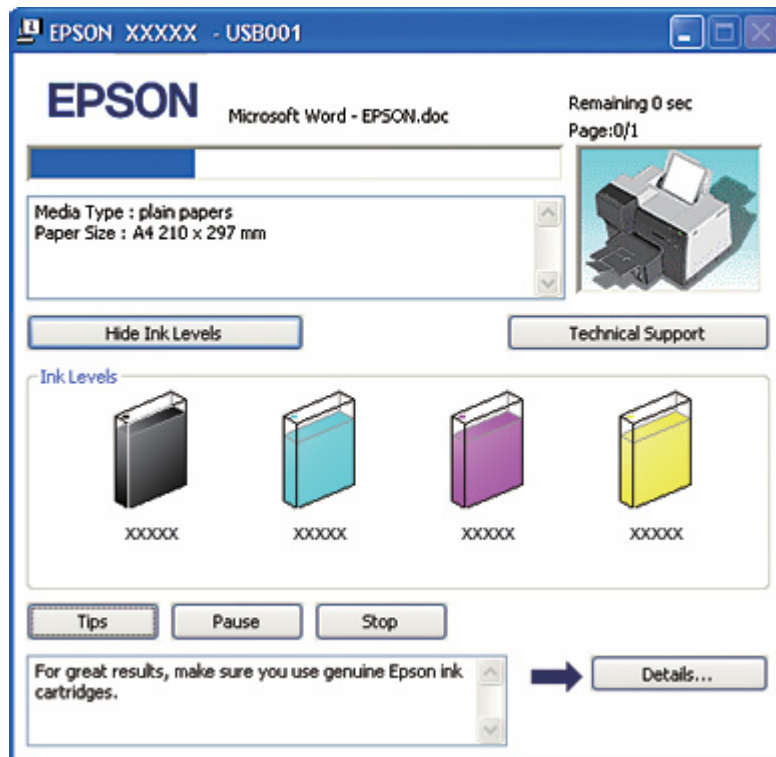 EPSON XXXXX - USB001
EPSON
Microsoft Word - EPSON.doc
Remaining 0 sec
Page:0/1
Media Type : plain papers
Paper Size : A4 210 x 297 mm
Hide Ink Levels
Technical Support
Ink Levels
XXXXX XXXXX XXXXX XXXXX
Tips Pause Stop
For great results, make sure you use genuine Epson ink
cartridges.
Details...